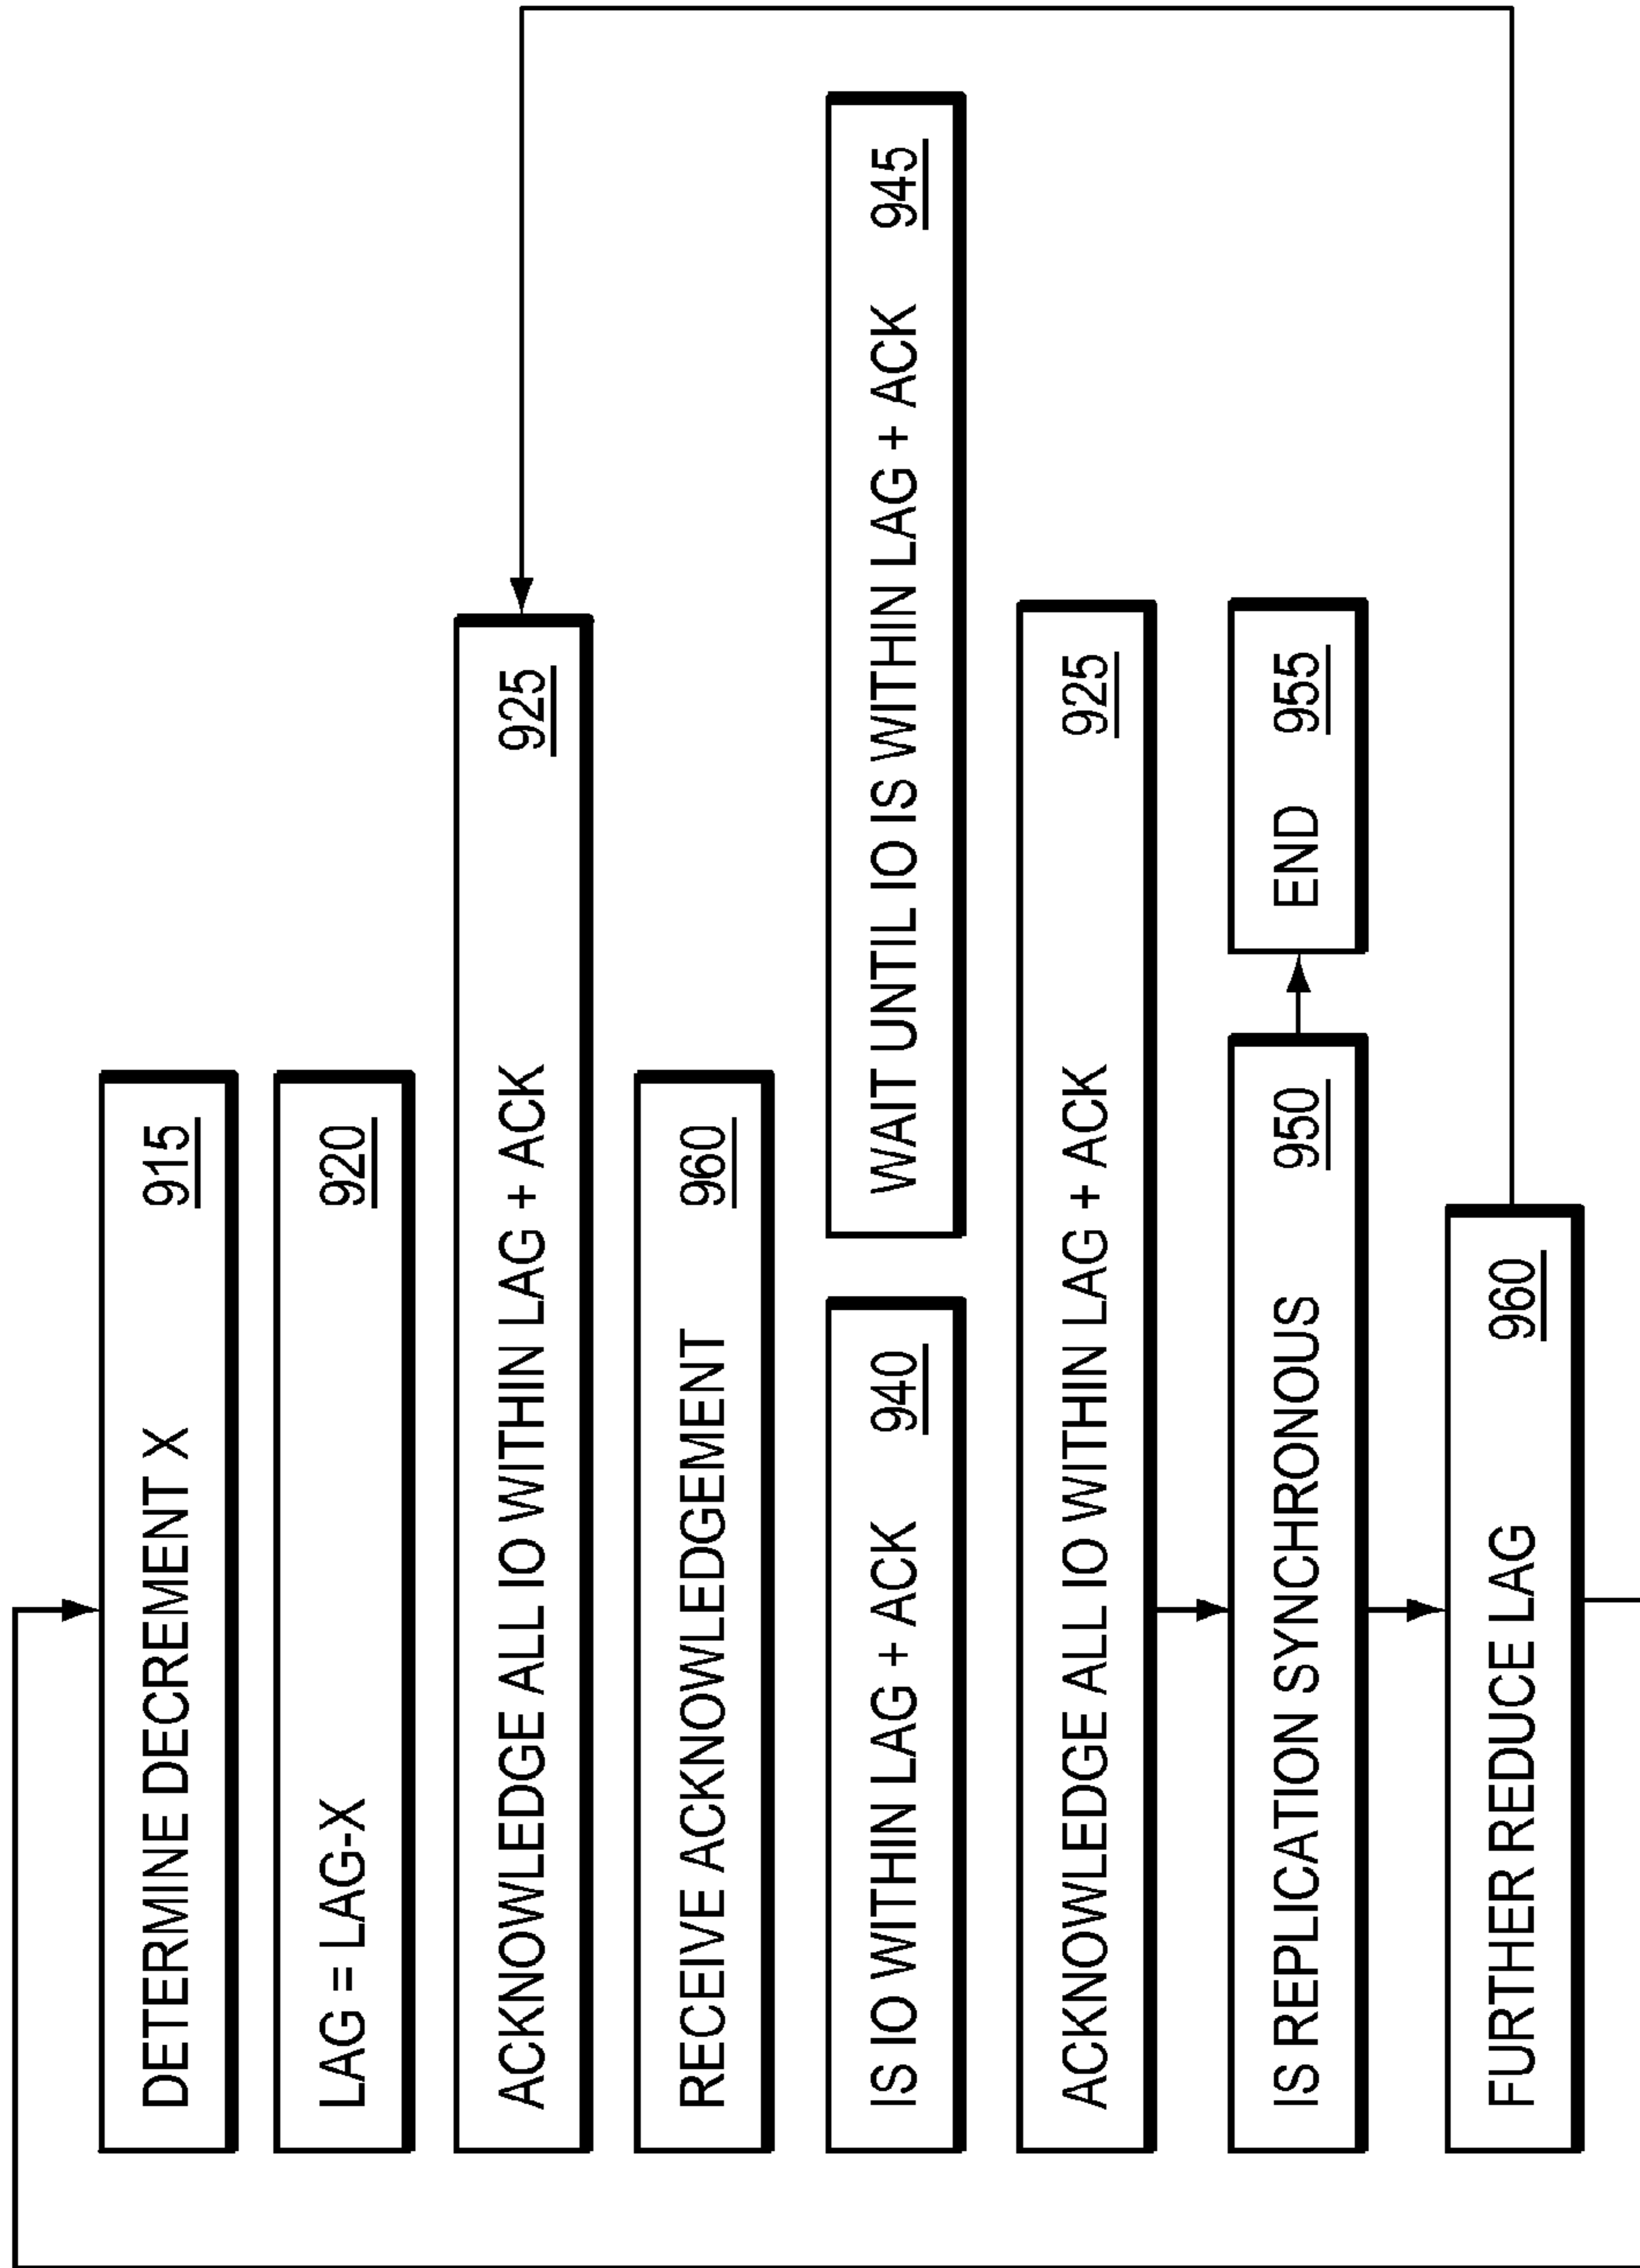 DETERMINE DECREMENT X 915
LAG = LAG-X 920
ACKNOWLEDGE ALL IO WITHIN LAG + ACK 925
RECEIVE ACKNOWLEDGEMENT 960
IS IO WITHIN LAG + ACK 940
WAIT UNTIL IO IS WITHIN LAG + ACK 945
ACKNOWLEDGE ALL IO WITHIN LAG + ACK 925
IS REPLICATION SYNCHRONOUS 950
END 955
FURTHER REDUCE LAG 960